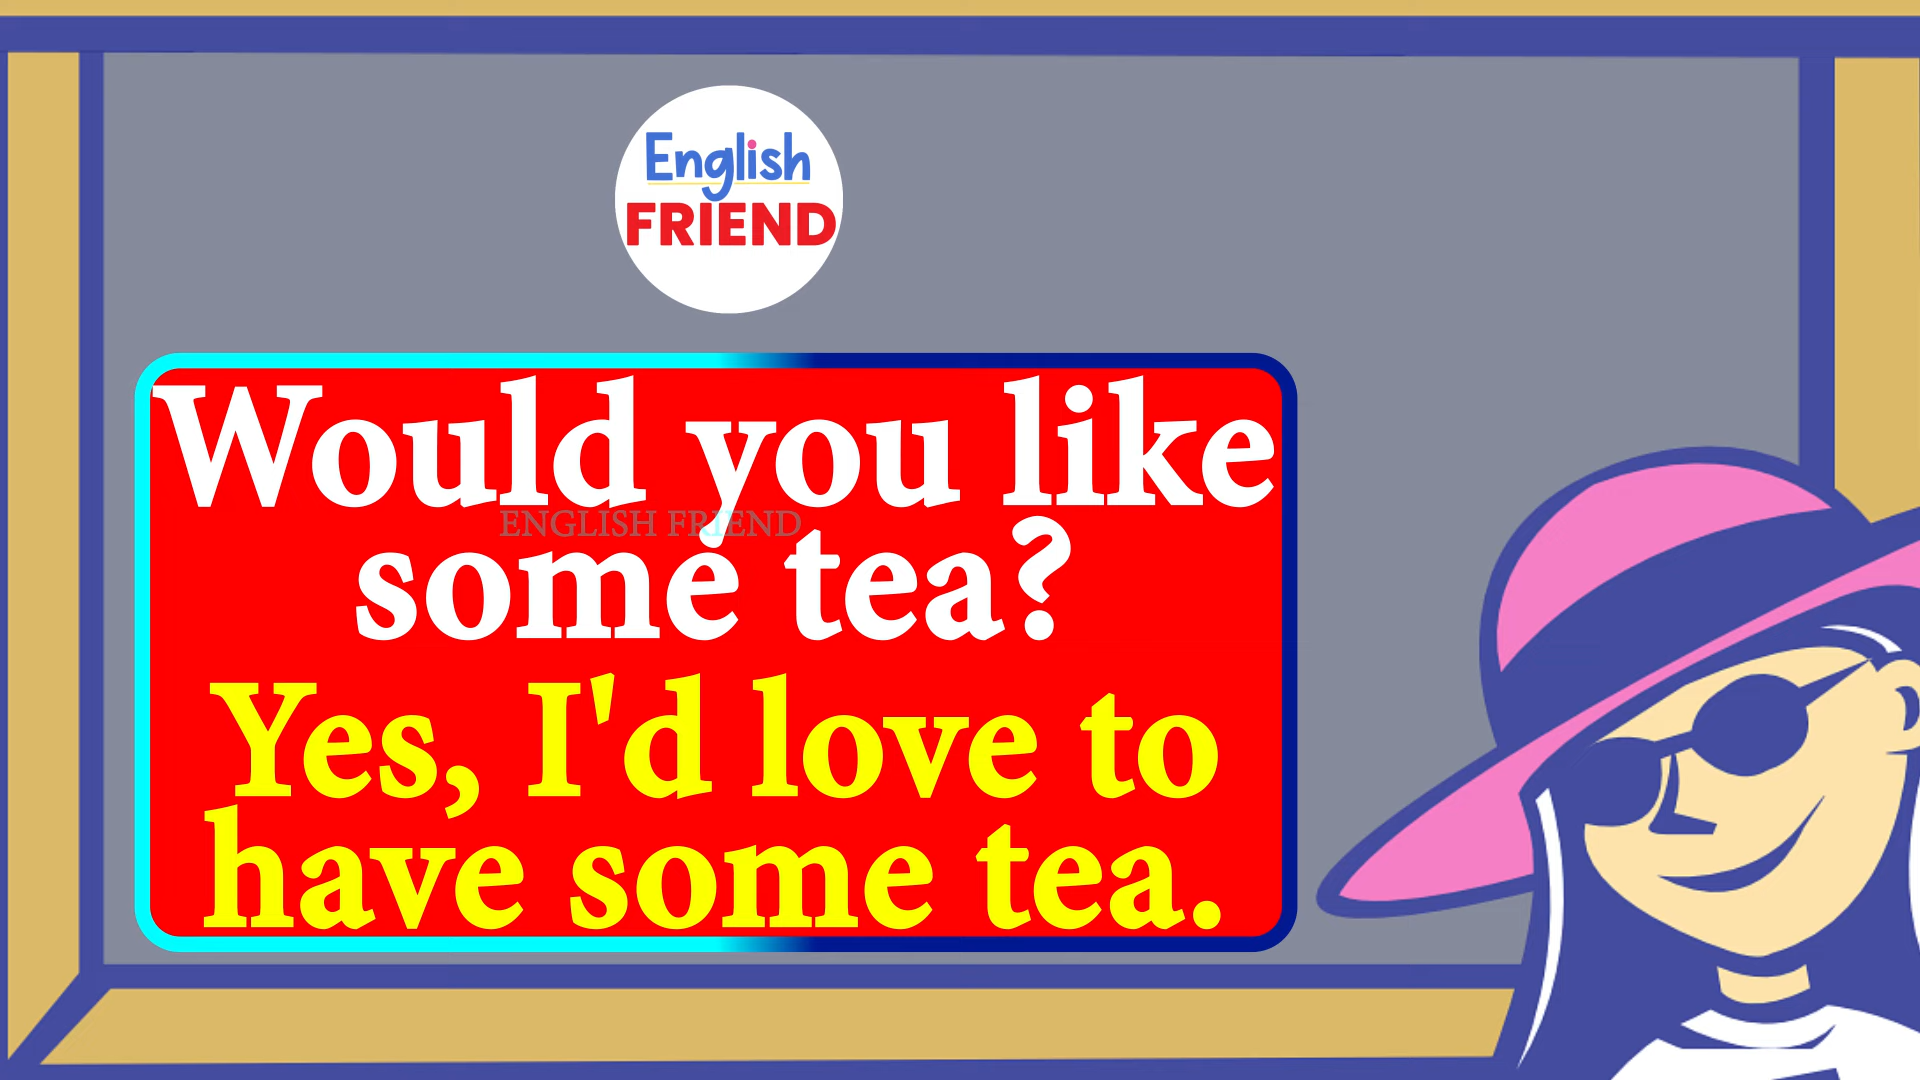 English
FRIEND
Would you like
ENGLISH FRIEND
some tea?
Yes, I'd love to
have some tea.